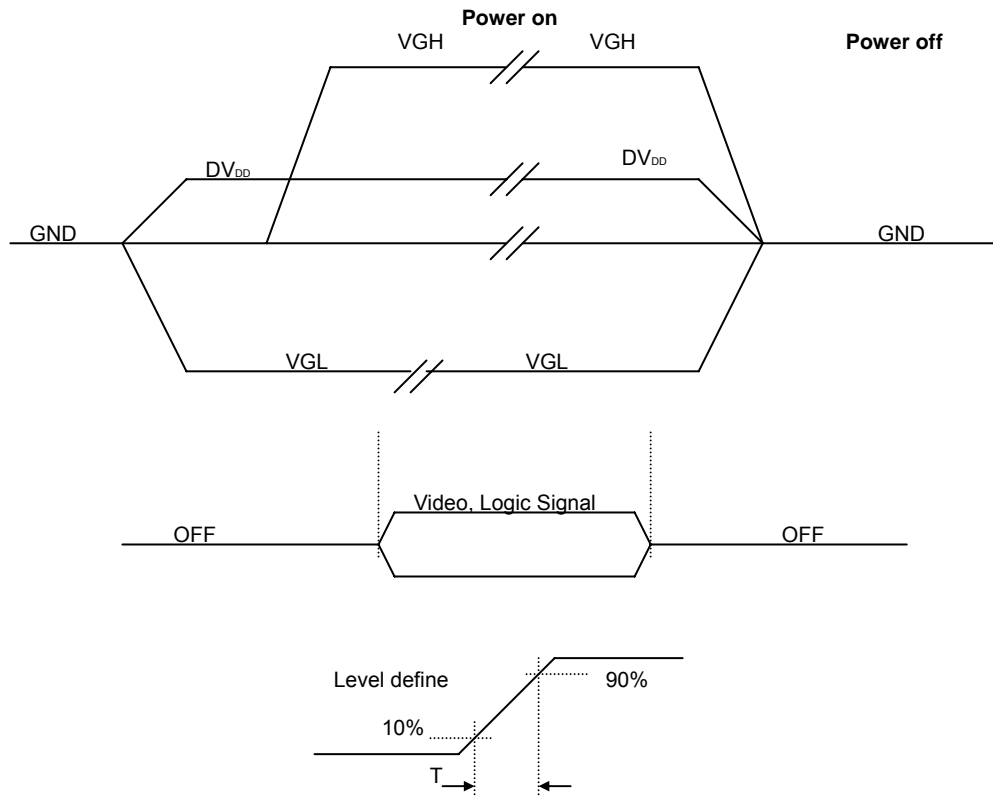 Power on
VGH VGH Power off
DVDD DVDD
GND GND
VGL VGL
Video, Logic Signal
OFF OFF
Level define 90%
10%
T